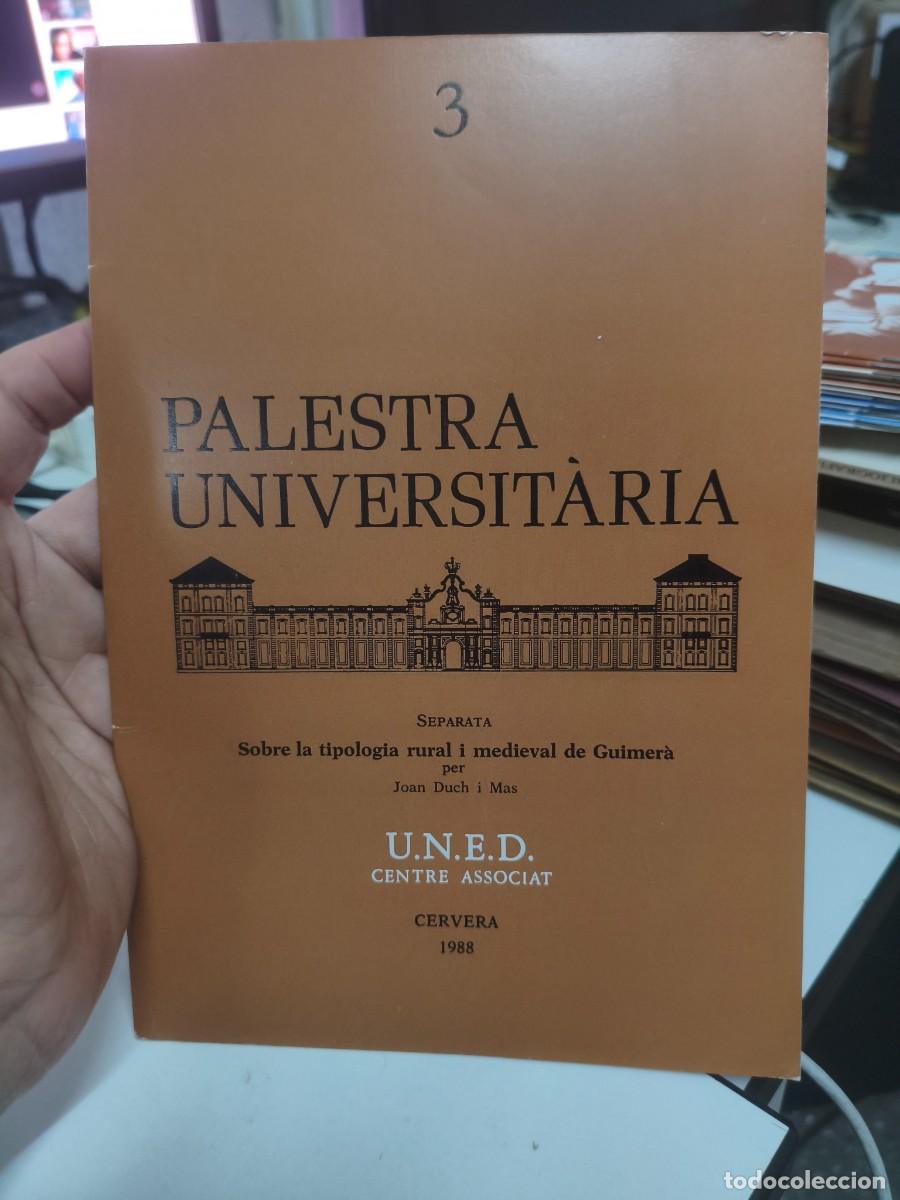 3
PALESTRA
UNIVERSITÀRIA
SEPARATA
Sobre la tipologia rural i medieval de Guimerà
per
Joan Duch i Mas
U.N.E.D.
CENTRE ASSOCIAT
CERVERA
1988
todocoleccion